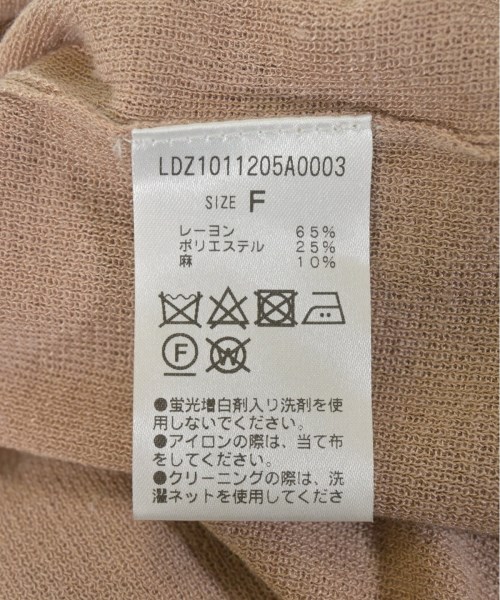 LDZ1011205A0003
SIZE F
レーヨン 65%
ポリエステル 25%
麻 10%
F
W
●蛍光増白剤入り洗剤を使
用しないでください。
●アイロンの際は、当て布
をしてください。
●クリーニングの際は、洗
濯ネットを使用してくださ